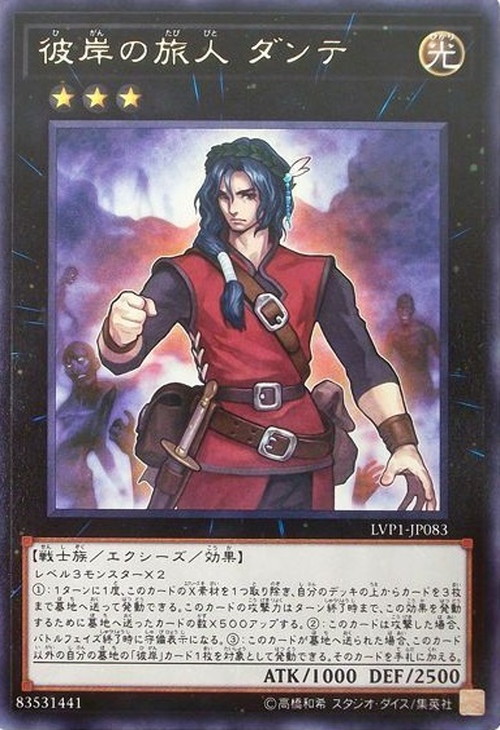 彼岸の旅人 ダンテ
光
LVP1-JP083
【戦士族/エクシーズ/効果】
レベル3モンスター×2
①:1ターンに1度、このカードのX素材を1つ取り除き、自分のデッキの上からカードを3枚
まで墓地へ送って発動できる。このカードの攻撃力はターン終了時まで、この効果を発動
するために墓地へ送ったカードの数×500アップする。②:このカードは攻撃した場合、
バトルフェイズ終了時に守備表示になる。③:このカードが墓地へ送られた場合、このカード
以外の自分の墓地の「彼岸」カード1枚を対象として発動できる。そのカードを手札に加える。
ATK/1000 DEF/2500
83531441
©高橋和希 スタジオ・ダイス/集英社